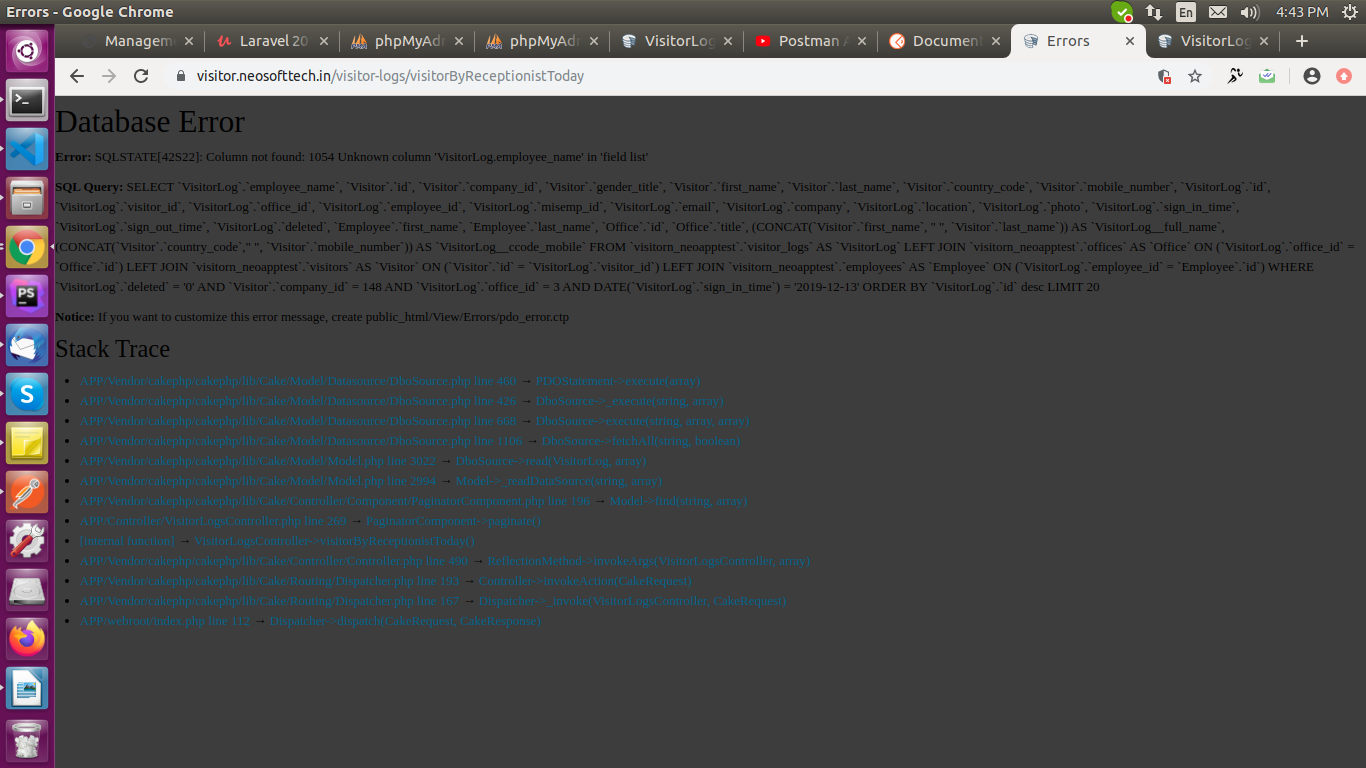 Errors - Google Chrome
En
4:43 PM
Managem
Laravel 20
phpMyAdr
phpMyAdr
VisitorLog
Postman A
Document
Errors
VisitorLog
visitor.neosofttech.in/visitor-logs/visitorByReceptionistToday
Database Error
Error: SQLSTATE[42S22]: Column not found: 1054 Unknown column 'VisitorLog.employee_name' in 'field list'
SQL Query: SELECT `VisitorLog`.`employee_name`, `Visitor`.`id`, `Visitor`.`company_id`, `Visitor`.`gender_title`, `Visitor`.`first_name`, `Visitor`.`last_name`, `Visitor`.`country_code`, `Visitor`.`mobile_number`, `VisitorLog`.`id`,
`VisitorLog`.`visitor_id`, `VisitorLog`.`office_id`, `VisitorLog`.`employee_id`, `VisitorLog`.`misemp_id`, `VisitorLog`.`email`, `VisitorLog`.`company`, `VisitorLog`.`location`, `VisitorLog`.`photo`, `VisitorLog`.`sign_in_time`,
`VisitorLog`.`sign_out_time`, `VisitorLog`.`deleted`, `Employee`.`first_name`, `Employee`.`last_name`, `Office`.`id`, `Office`.`title`, (CONCAT(`Visitor`.`first_name`, " ", `Visitor`.`last_name`)) AS `VisitorLog__full_name`,
(CONCAT(`Visitor`.`country_code`," ", `Visitor`.`mobile_number`)) AS `VisitorLog__ccode_mobile` FROM `visitorn_neoapptest`.`visitor_logs` AS `VisitorLog` LEFT JOIN `visitorn_neoapptest`.`offices` AS `Office` ON (`VisitorLog`.`office_id` =
`Office`.`id`) LEFT JOIN `visitorn_neoapptest`.`visitors` AS `Visitor` ON (`Visitor`.`id` = `VisitorLog`.`visitor_id`) LEFT JOIN `visitorn_neoapptest`.`employees` AS `Employee` ON (`VisitorLog`.`employee_id` = `Employee`.`id`) WHERE
`VisitorLog`.`deleted` = '0' AND `Visitor`.`company_id` = 148 AND `VisitorLog`.`office_id` = 3 AND DATE(`VisitorLog`.`sign_in_time`) = '2019-12-13' ORDER BY `VisitorLog`.`id` desc LIMIT 20
Notice: If you want to customize this error message, create public_html/View/Errors/pdo_error.ctp
Stack Trace
• APP/Vendor/cakephp/cakephp/lib/Cake/Model/Datasource/DboSource.php line 460 → PDOStatement->execute(array)
• APP/Vendor/cakephp/cakephp/lib/Cake/Model/Datasource/DboSource.php line 426 → DboSource->_execute(string, array)
• APP/Vendor/cakephp/cakephp/lib/Cake/Model/Datasource/DboSource.php line 668 → DboSource->execute(string, array, array)
• APP/Vendor/cakephp/cakephp/lib/Cake/Model/Datasource/DboSource.php line 1106 → DboSource->fetchAll(string, boolean)
• APP/Vendor/cakephp/cakephp/lib/Cake/Model/Model.php line 3022 → DboSource->read(VisitorLog, array)
• APP/Vendor/cakephp/cakephp/lib/Cake/Model/Model.php line 2994 → Model->_readDataSource(string, array)
• APP/Vendor/cakephp/cakephp/lib/Cake/Controller/Component/PaginatorComponent.php line 196 → Model->find(string, array)
• APP/Controller/VisitorLogsController.php line 269 → PaginatorComponent->paginate()
• [internal function] → VisitorLogsController->visitorByReceptionistToday()
• APP/Vendor/cakephp/cakephp/lib/Cake/Controller/Controller.php line 490 → ReflectionMethod->invokeArgs(VisitorLogsController, array)
• APP/Vendor/cakephp/cakephp/lib/Cake/Routing/Dispatcher.php line 193 → Controller->invokeAction(CakeRequest)
• APP/Vendor/cakephp/cakephp/lib/Cake/Routing/Dispatcher.php line 167 → Dispatcher->_invoke(VisitorLogsController, CakeRequest)
• APP/webroot/index.php line 112 → Dispatcher->dispatch(CakeRequest, CakeResponse)
PS
S